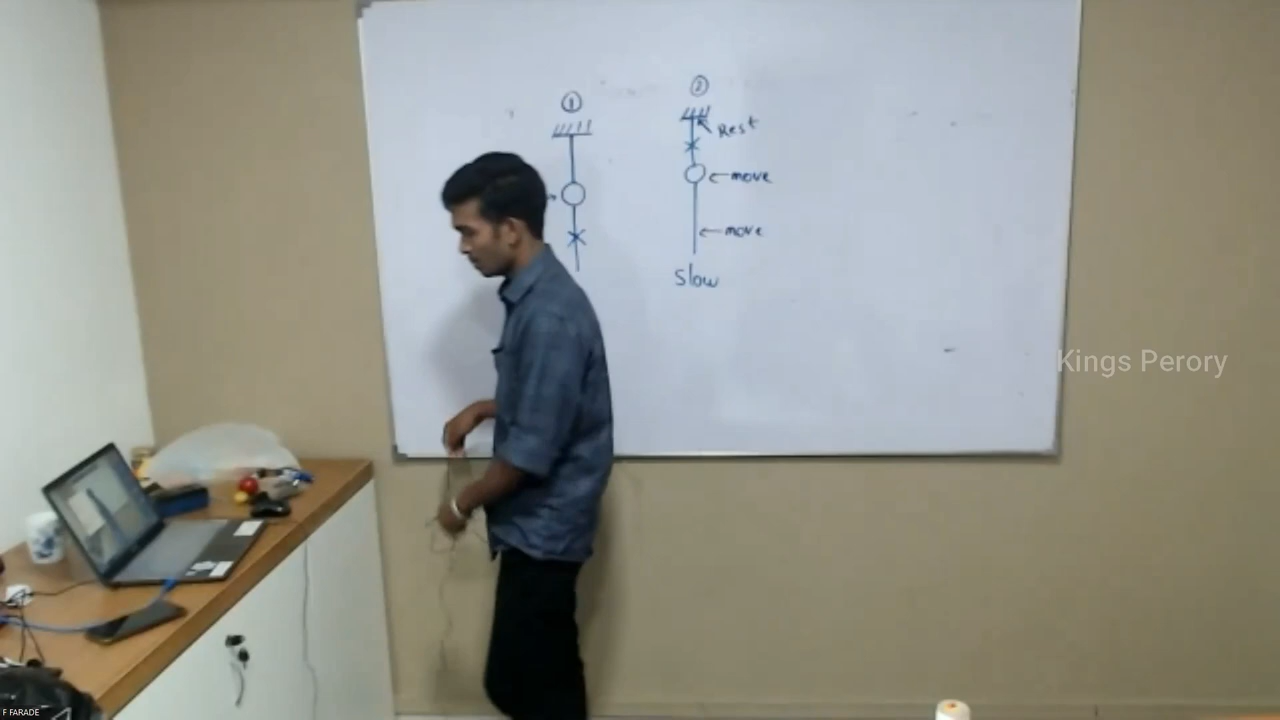 ①
②
Rest
move
move
Slow
Kings Perory
F FARADE